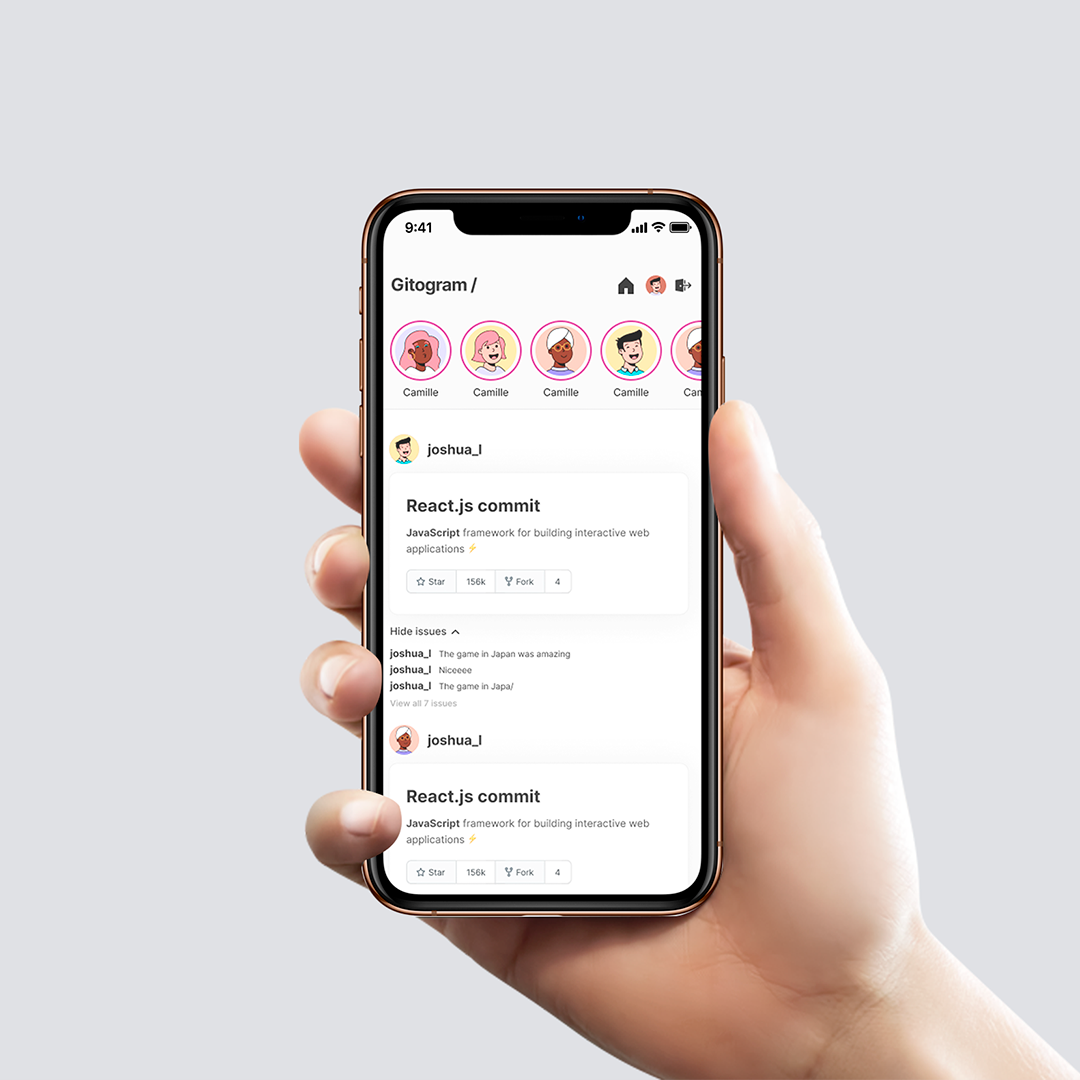 9:41
Gitogram /
Camille Camille Camille Camille Cam
joshua_l
React.js commit
JavaScript framework for building interactive web
applications ⚡
Star 156k Fork 4
Hide issues
joshua_l The game in Japan was amazing
joshua_l Niceeee
joshua_l The game in Japa/
View all 7 issues
joshua_l
React.js commit
JavaScript framework for building interactive web
applications ⚡
Star 156k Fork 4